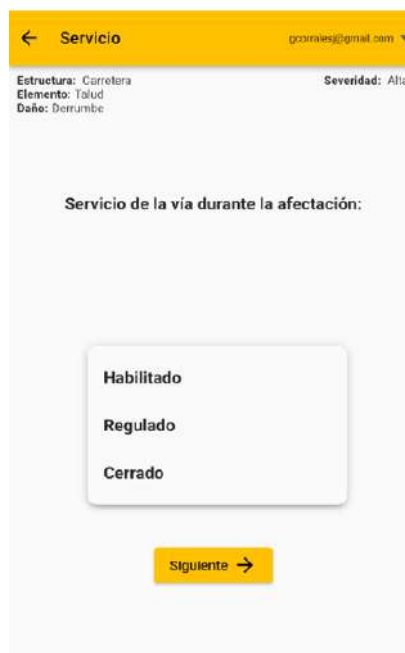 Servicio
gcorralesj@gmail.com
Estructura: Carretera
Severidad: Alta
Elemento: Talud
Daño: Derrumbe
Servicio de la vía durante la afectación:
Habilitado
Regulado
Cerrado
Siguiente